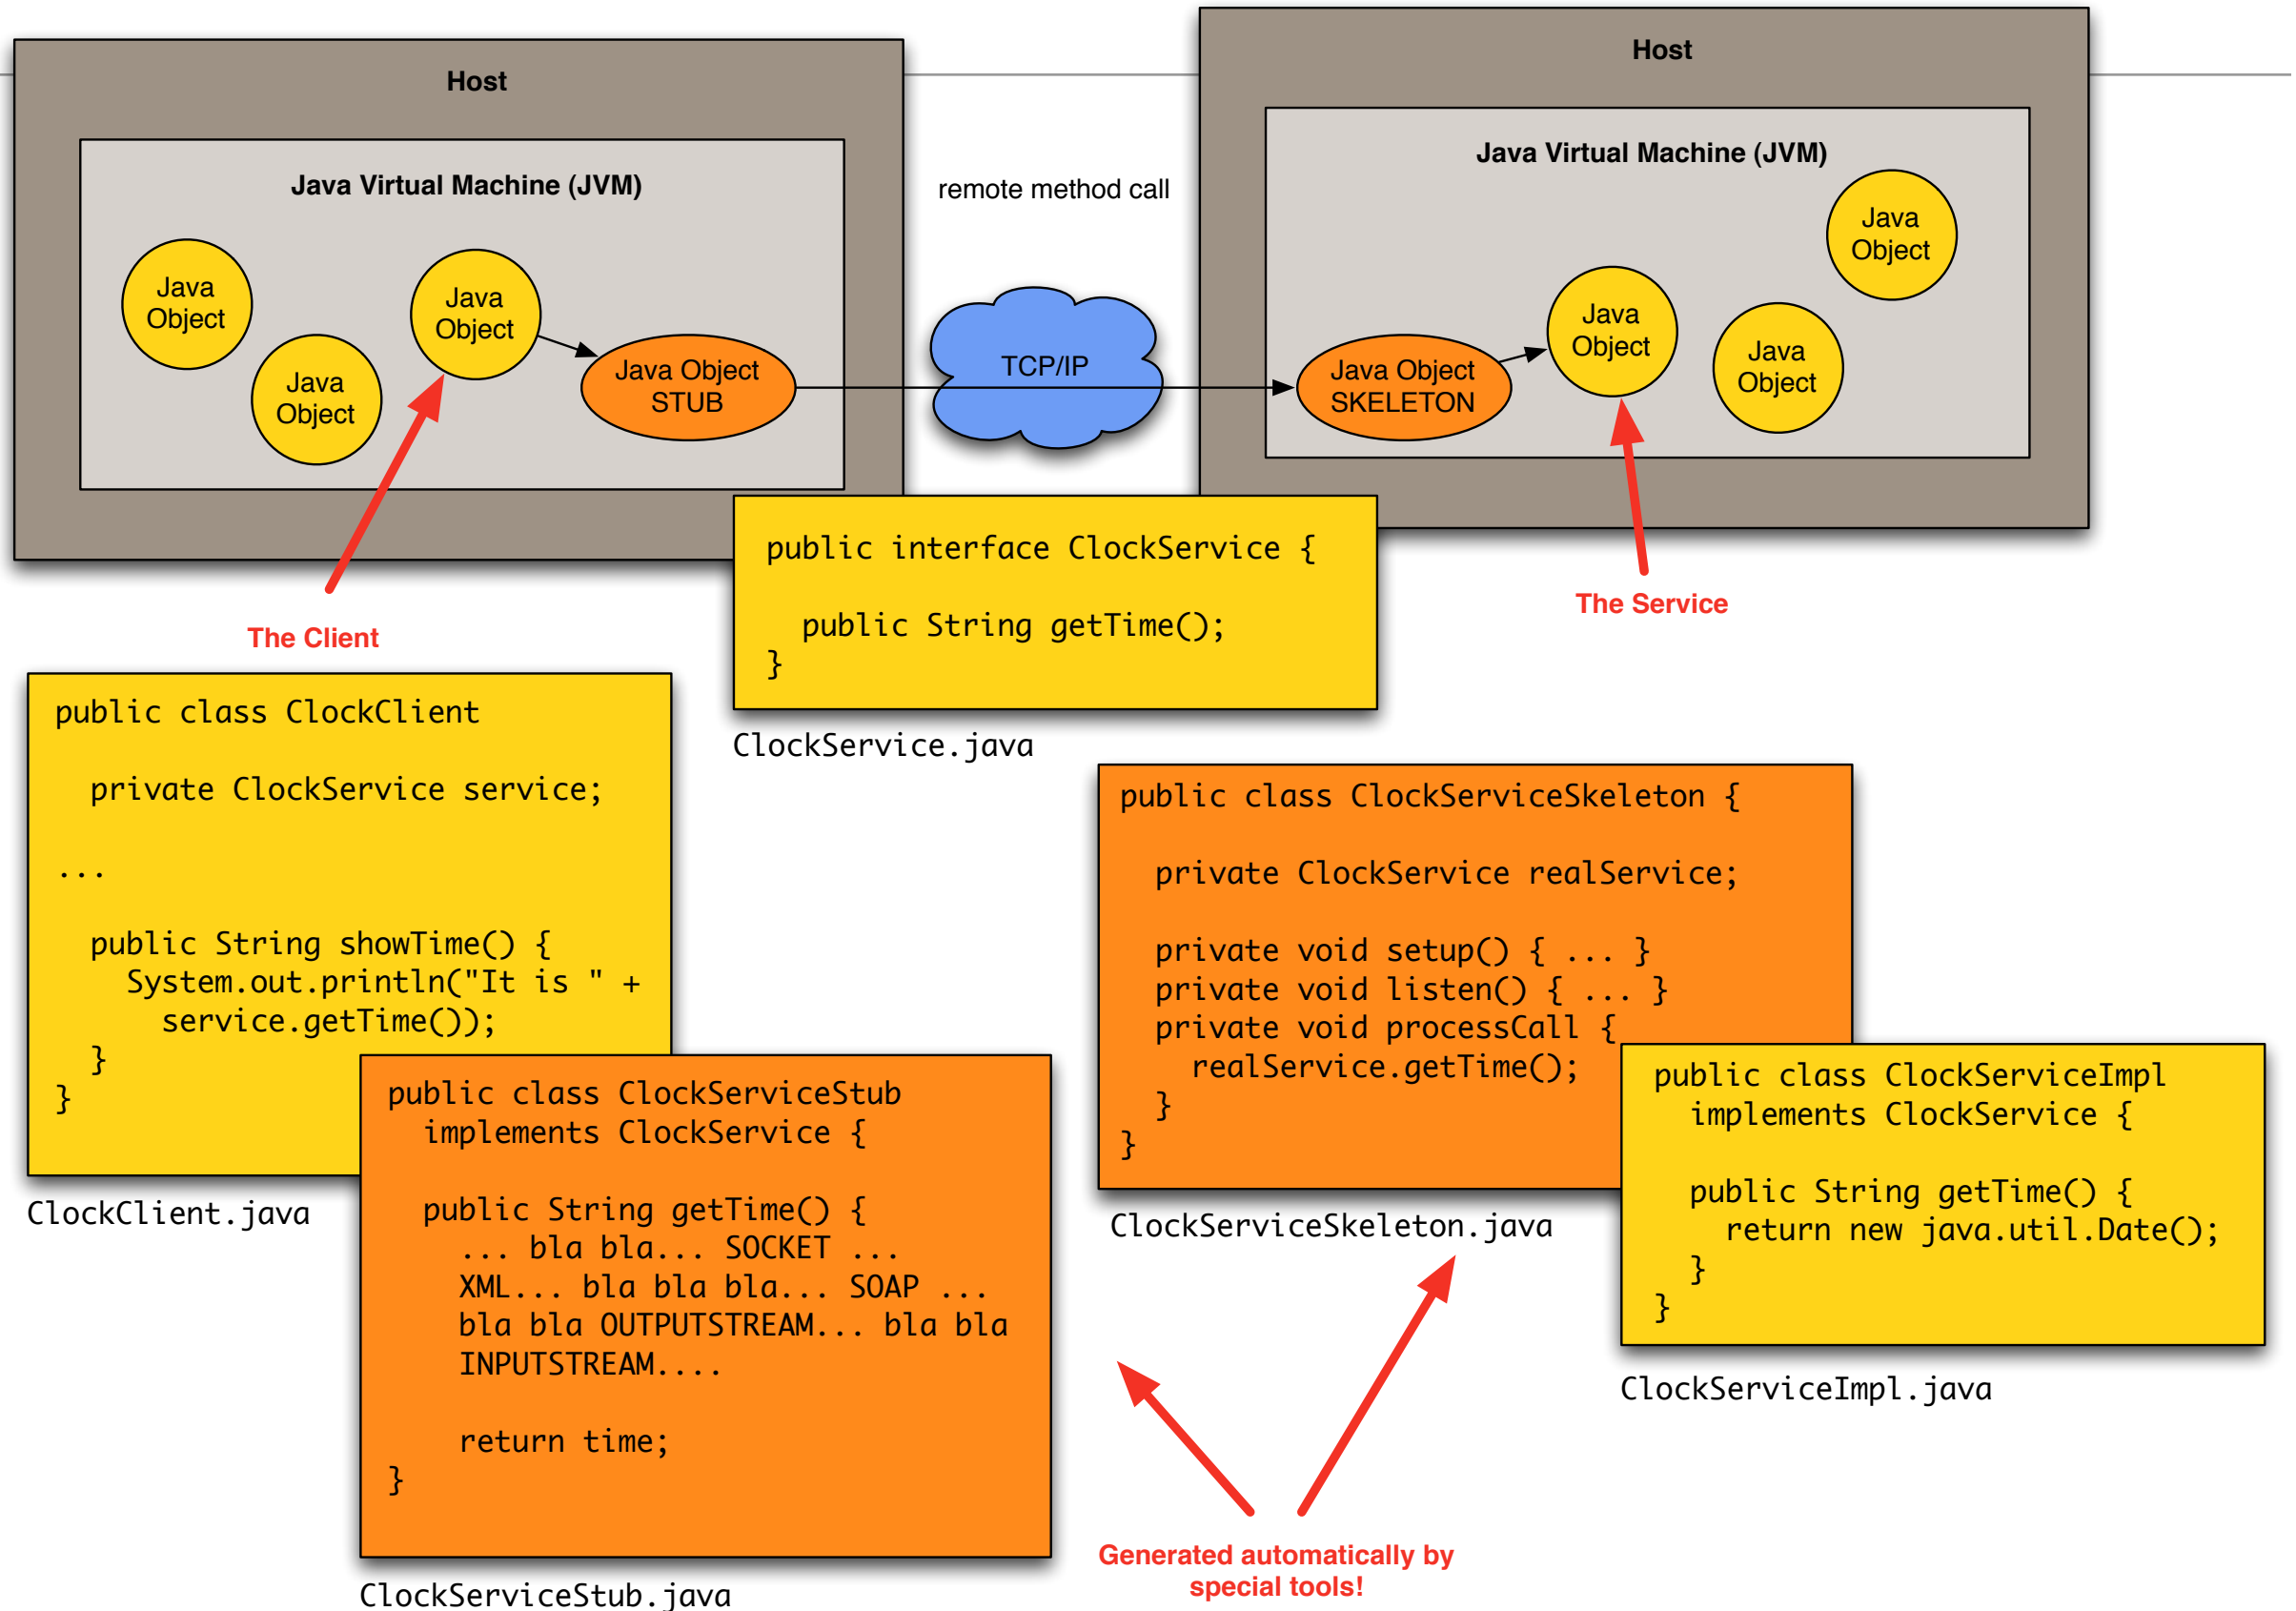 Host
Java Virtual Machine (JVM)
Java
Object
Java
Object
Java
Object
Java Object
STUB
remote method call
TCP/IP
Host
Java Virtual Machine (JVM)
Java Object
SKELETON
Java
Object
Java
Object
Java
Object
The Client
The Service
public interface ClockService {
  public String getTime();
}
ClockService.java
public class ClockClient
  private ClockService service;
...
  public String showTime() {
    System.out.println("It is " +
      service.getTime());
  }
}
ClockClient.java
public class ClockServiceStub
  implements ClockService {
  public String getTime() {
    ... bla bla... SOCKET ...
    XML... bla bla bla... SOAP ...
    bla bla OUTPUTSTREAM... bla bla
    INPUTSTREAM....
    return time;
}
ClockServiceStub.java
public class ClockServiceSkeleton {
  private ClockService realService;
  private void setup() { ... }
  private void listen() { ... }
  private void processCall {
    realService.getTime();
  }
}
ClockServiceSkeleton.java
public class ClockServiceImpl
  implements ClockService {
  public String getTime() {
    return new java.util.Date();
  }
}
ClockServiceImpl.java
Generated automatically by
special tools!